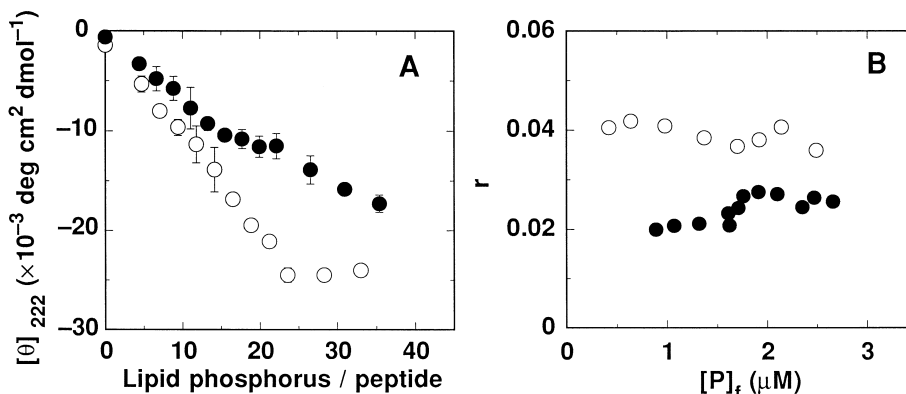 A
[θ] 222 (×10⁻³ deg cm² dmol⁻¹)
0
−10
−20
−30
0 10 20 30 40
Lipid phosphorus / peptide
B
r
0.06
0.04
0.02
0
0 1 2 3
[P]f (μM)